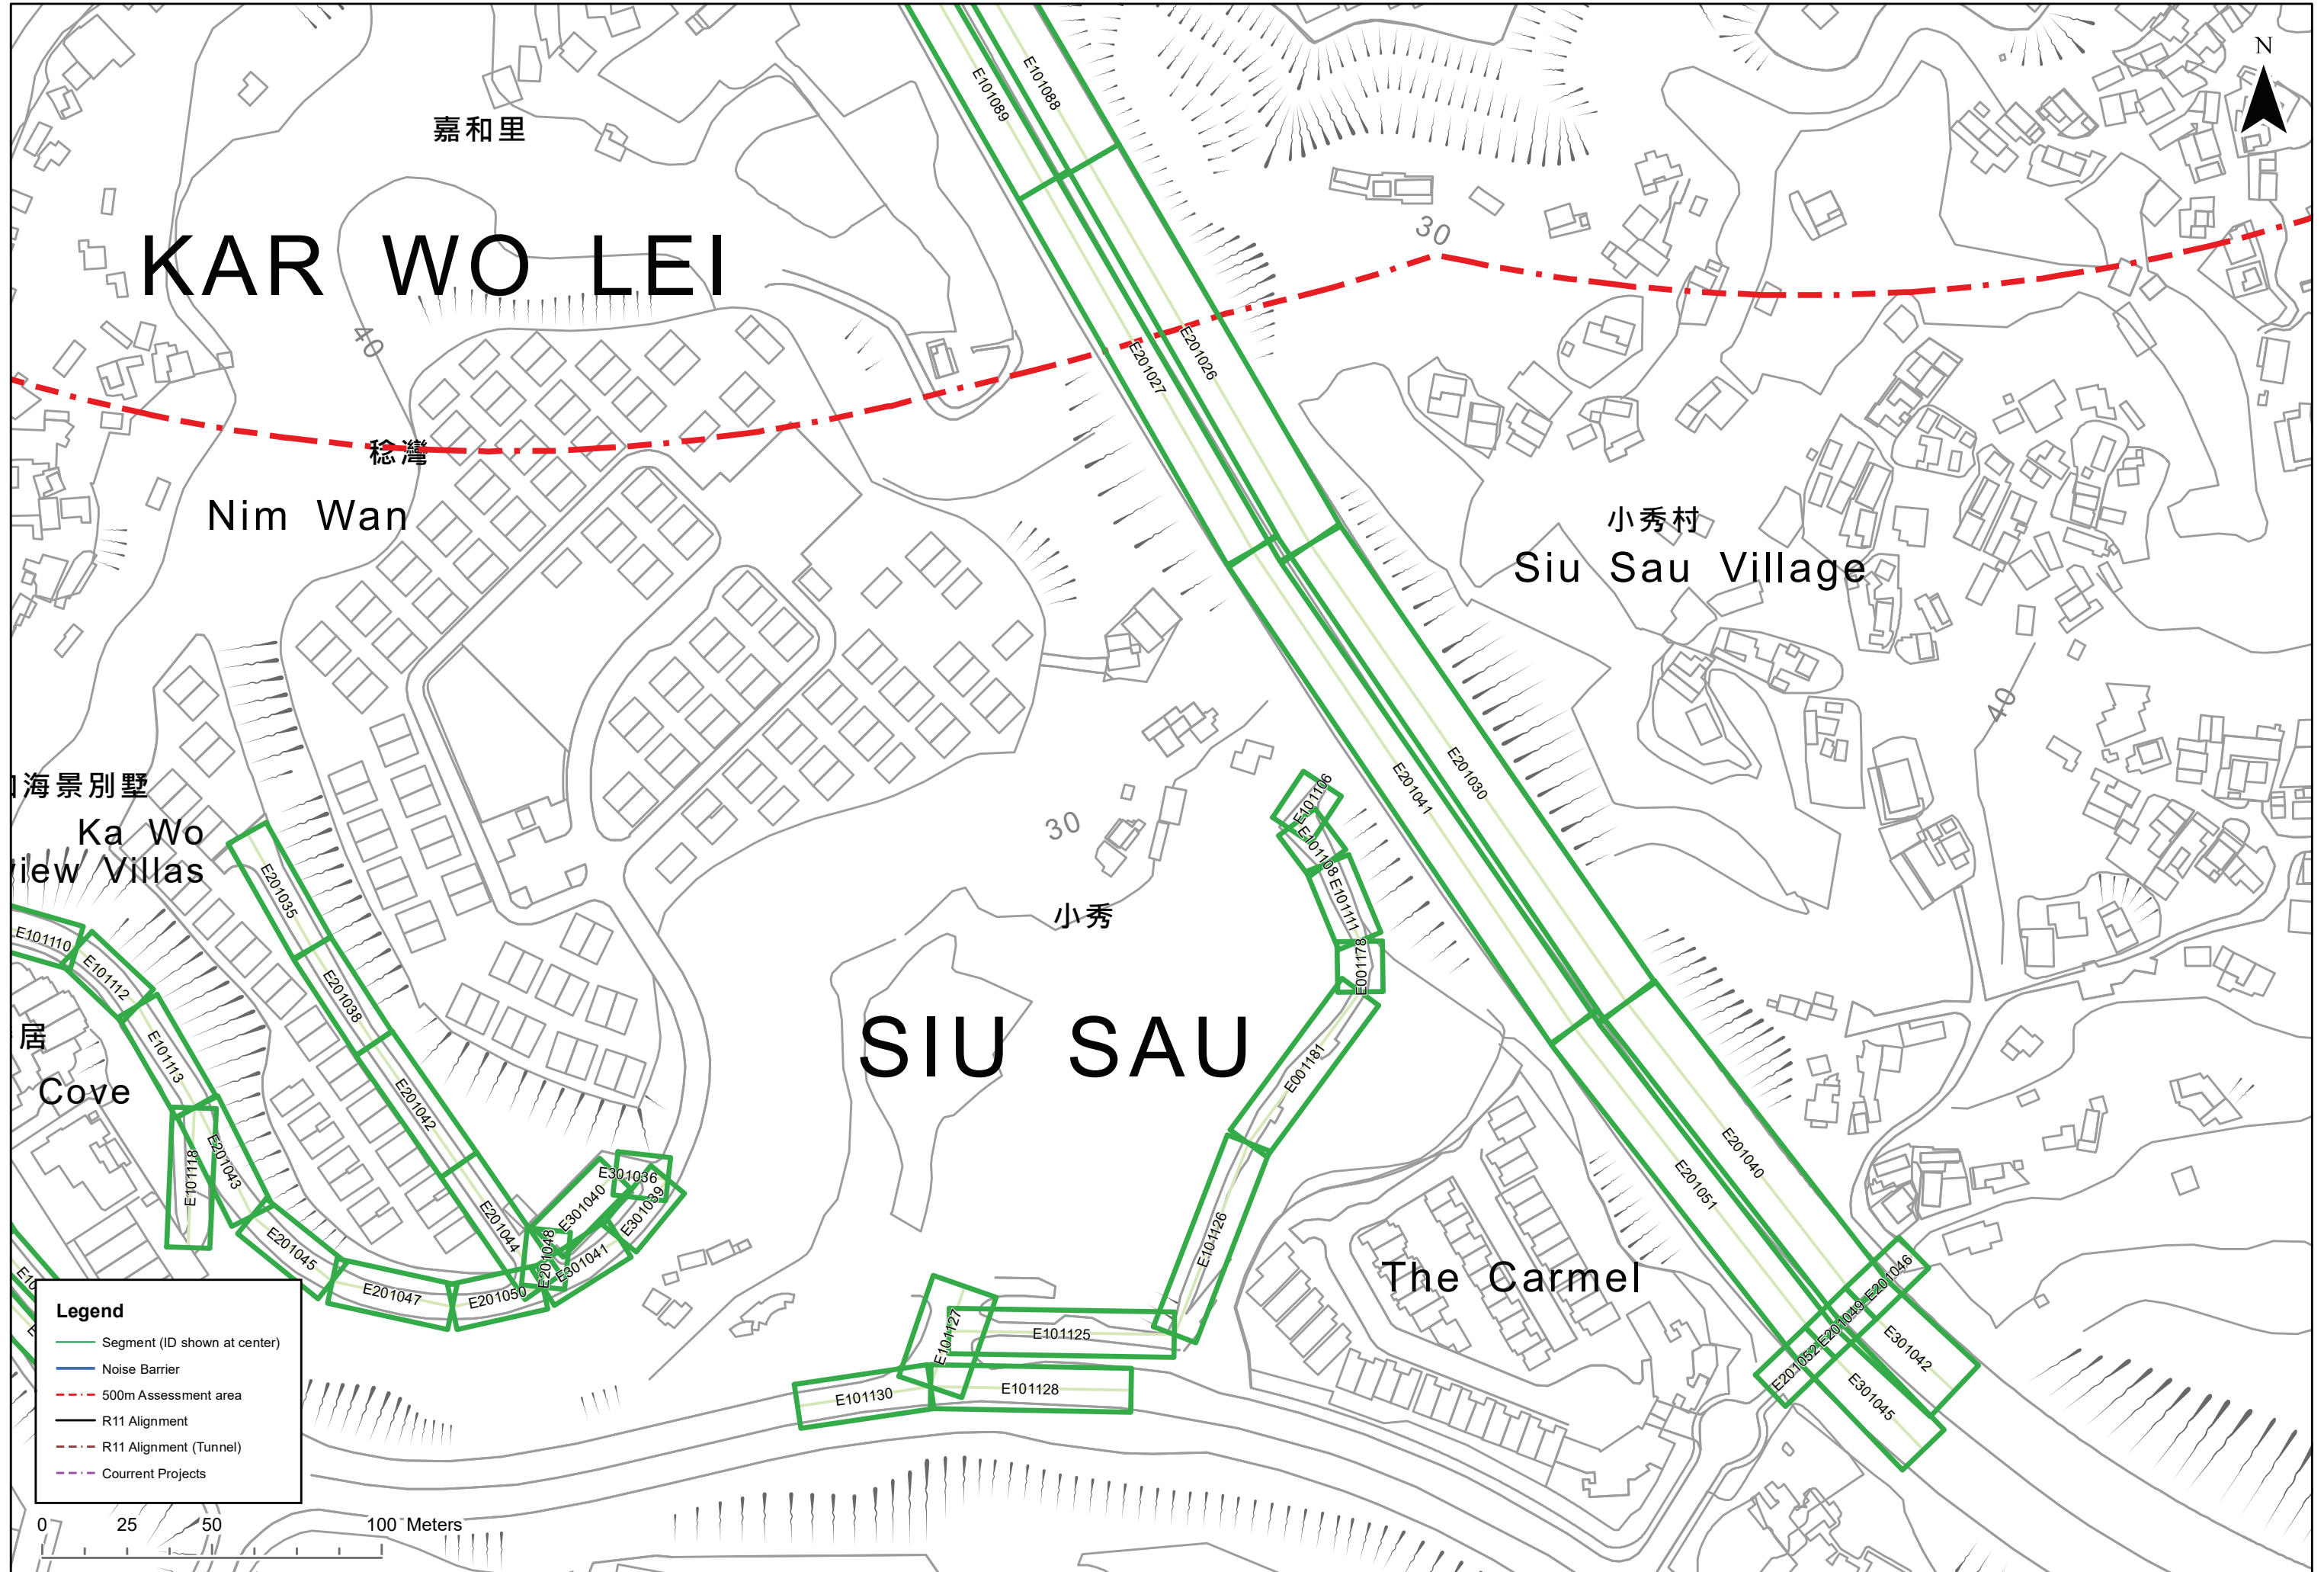 N
E101088
E101089
嘉和里
KAR WO LEI
30
40
E201026
E201027
稔灣
Nim Wan
小秀村
Siu Sau Village
40
E201030
E201041
海景別墅
Ka Wo
view Villas
30
小秀
E101106
E101108
E101111
E001178
E201035
E101110
E101112
E201038
SIU SAU
居
Cove
E101113
E001181
E201042
E201040
E201051
E101118
E201043
E301036
E301040
E301039
E201044
E201048
E301041
E201045
E201047
E201050
E101126
The Carmel
E201046
E201049
E201052
E301042
E301045
E101127
E101125
E101128
E101130
Legend
Segment (ID shown at center)
Noise Barrier
500m Assessment area
R11 Alignment
R11 Alignment (Tunnel)
Courrent Projects
0 25 50 100 Meters